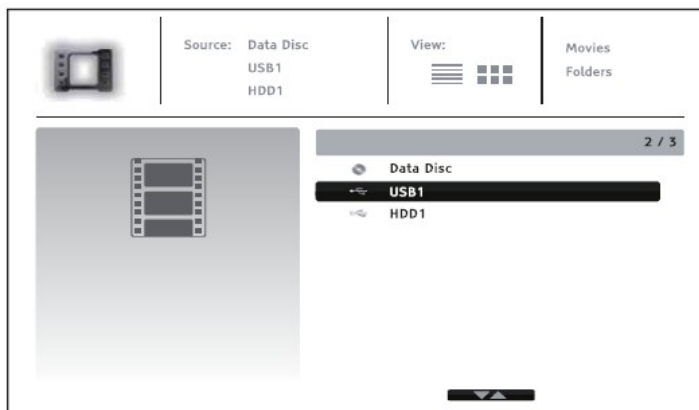 Source: Data Disc
USB1
HDD1
View:
Movies
Folders
2 / 3
Data Disc
USB1
HDD1